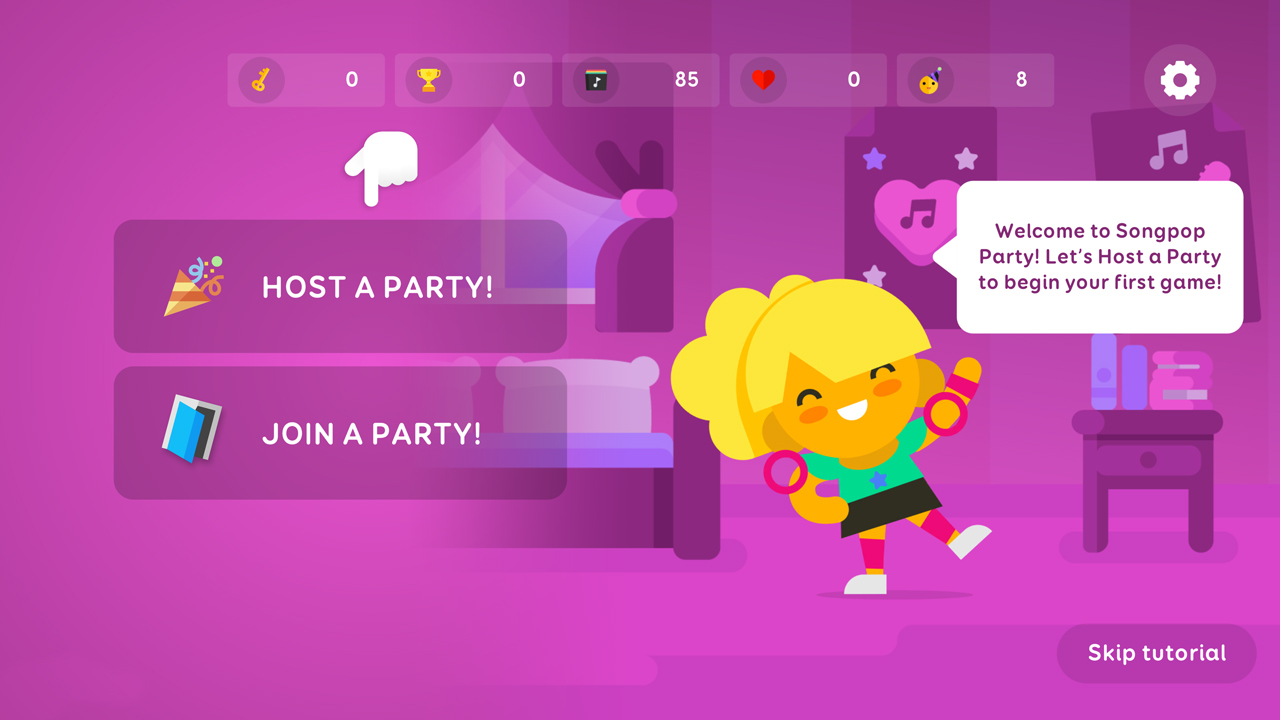 0
0
85
0
8
Welcome to Songpop
Party! Let's Host a Party
to begin your first game!
HOST A PARTY!
JOIN A PARTY!
Skip tutorial